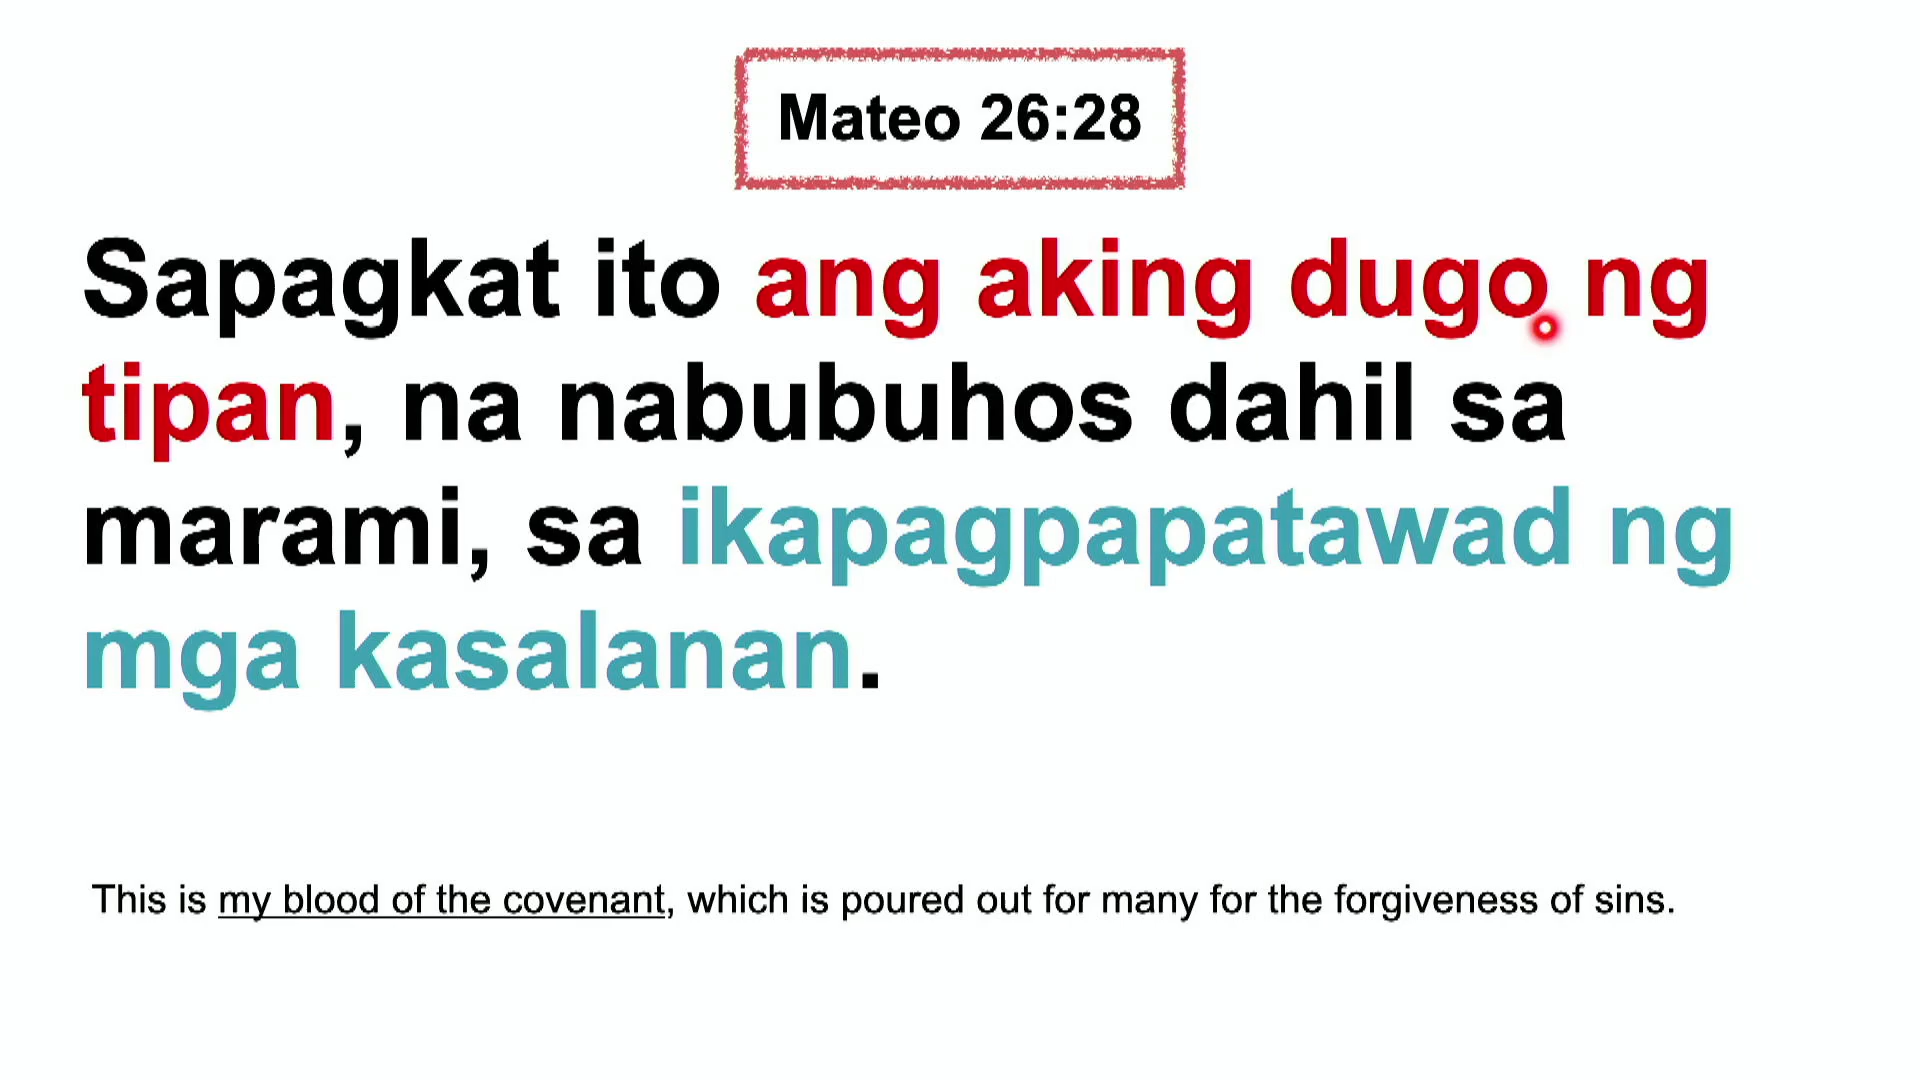 Mateo 26:28
Sapagkat ito ang aking dugo ng
tipan, na nabubuhos dahil sa
marami, sa ikapagpapatawad ng
mga kasalanan.
This is my blood of the covenant, which is poured out for many for the forgiveness of sins.